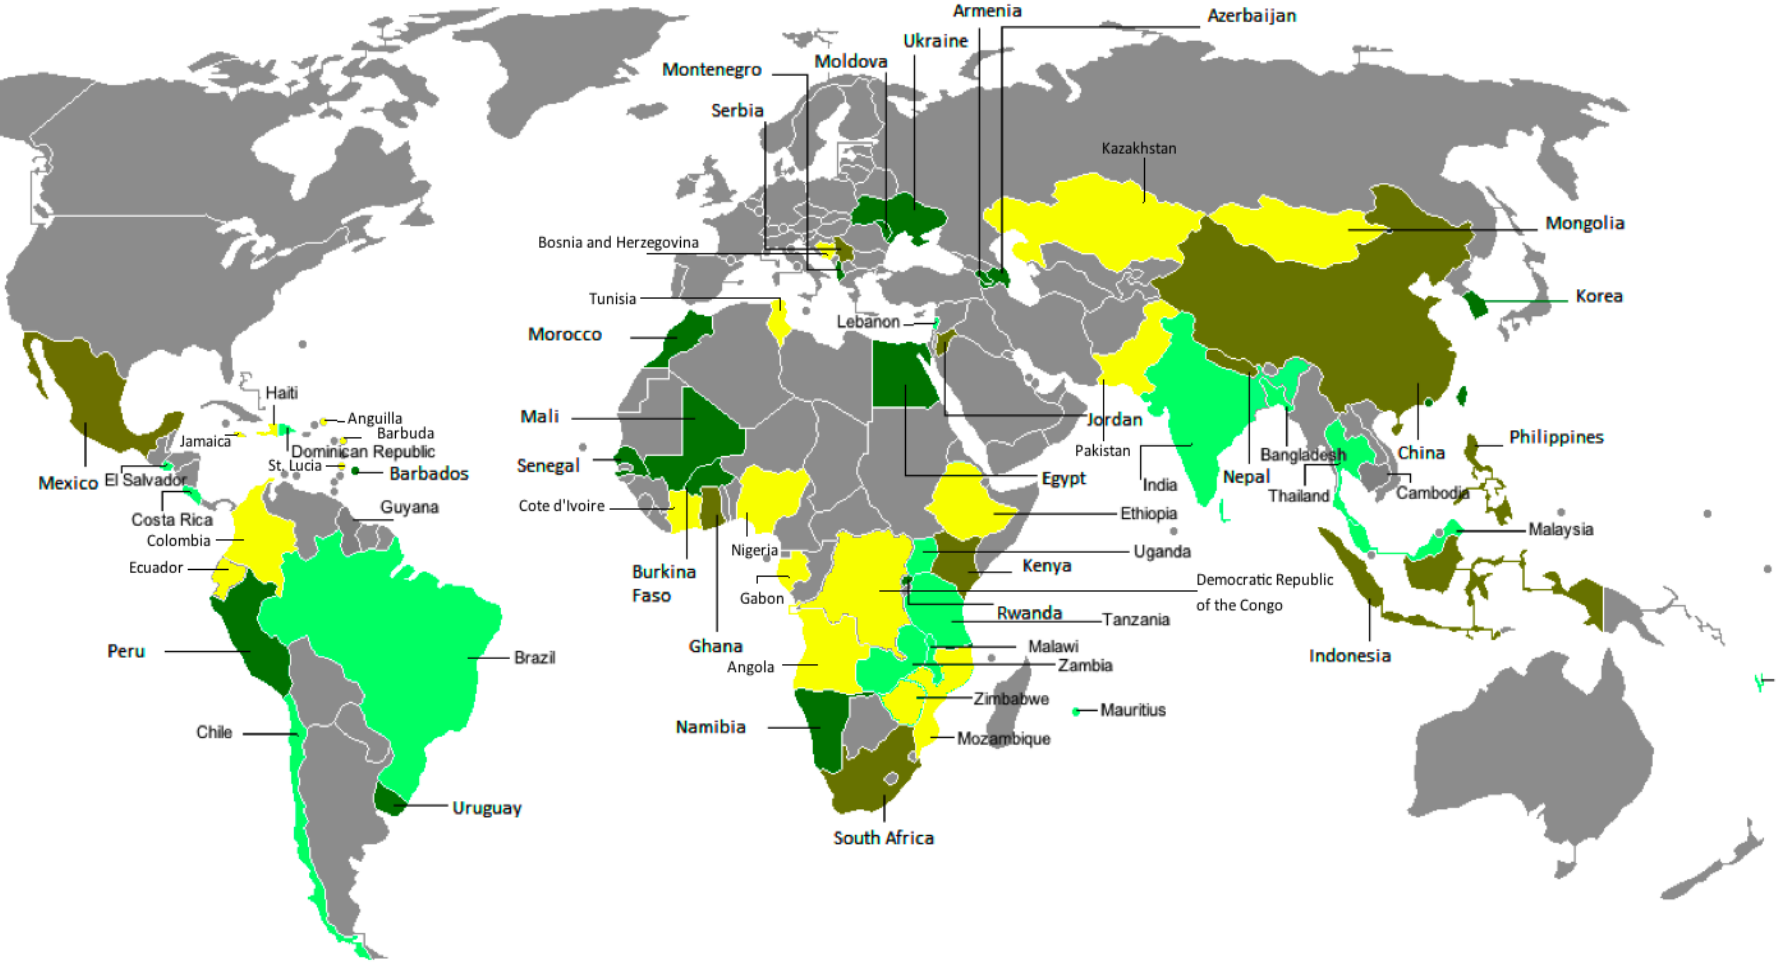 Armenia
Azerbaijan
Ukraine
Moldova
Montenegro
Serbia
Kazakhstan
Mongolia
Bosnia and Herzegovina
Tunisia
Korea
Lebanon
Morocco
Haiti
Anguilla
Mali
Jordan
Barbuda
Jamaica
Dominican Republic
Pakistan
Bangladesh
China
Philippines
St. Lucia
Senegal
Barbados
Mexico
El Salvador
Egypt
India
Nepal
Thailand
Cambodia
Guyana
Cote d'Ivoire
Costa Rica
Ethiopia
Malaysia
Colombia
Nigeria
Uganda
Ecuador
Burkina
Faso
Kenya
Gabon
Democratic Republic
of the Congo
Rwanda
Tanzania
Ghana
Malawi
Peru
Brazil
Angola
Zambia
Indonesia
Zimbabwe
Mauritius
Namibia
Chile
Mozambique
Uruguay
South Africa